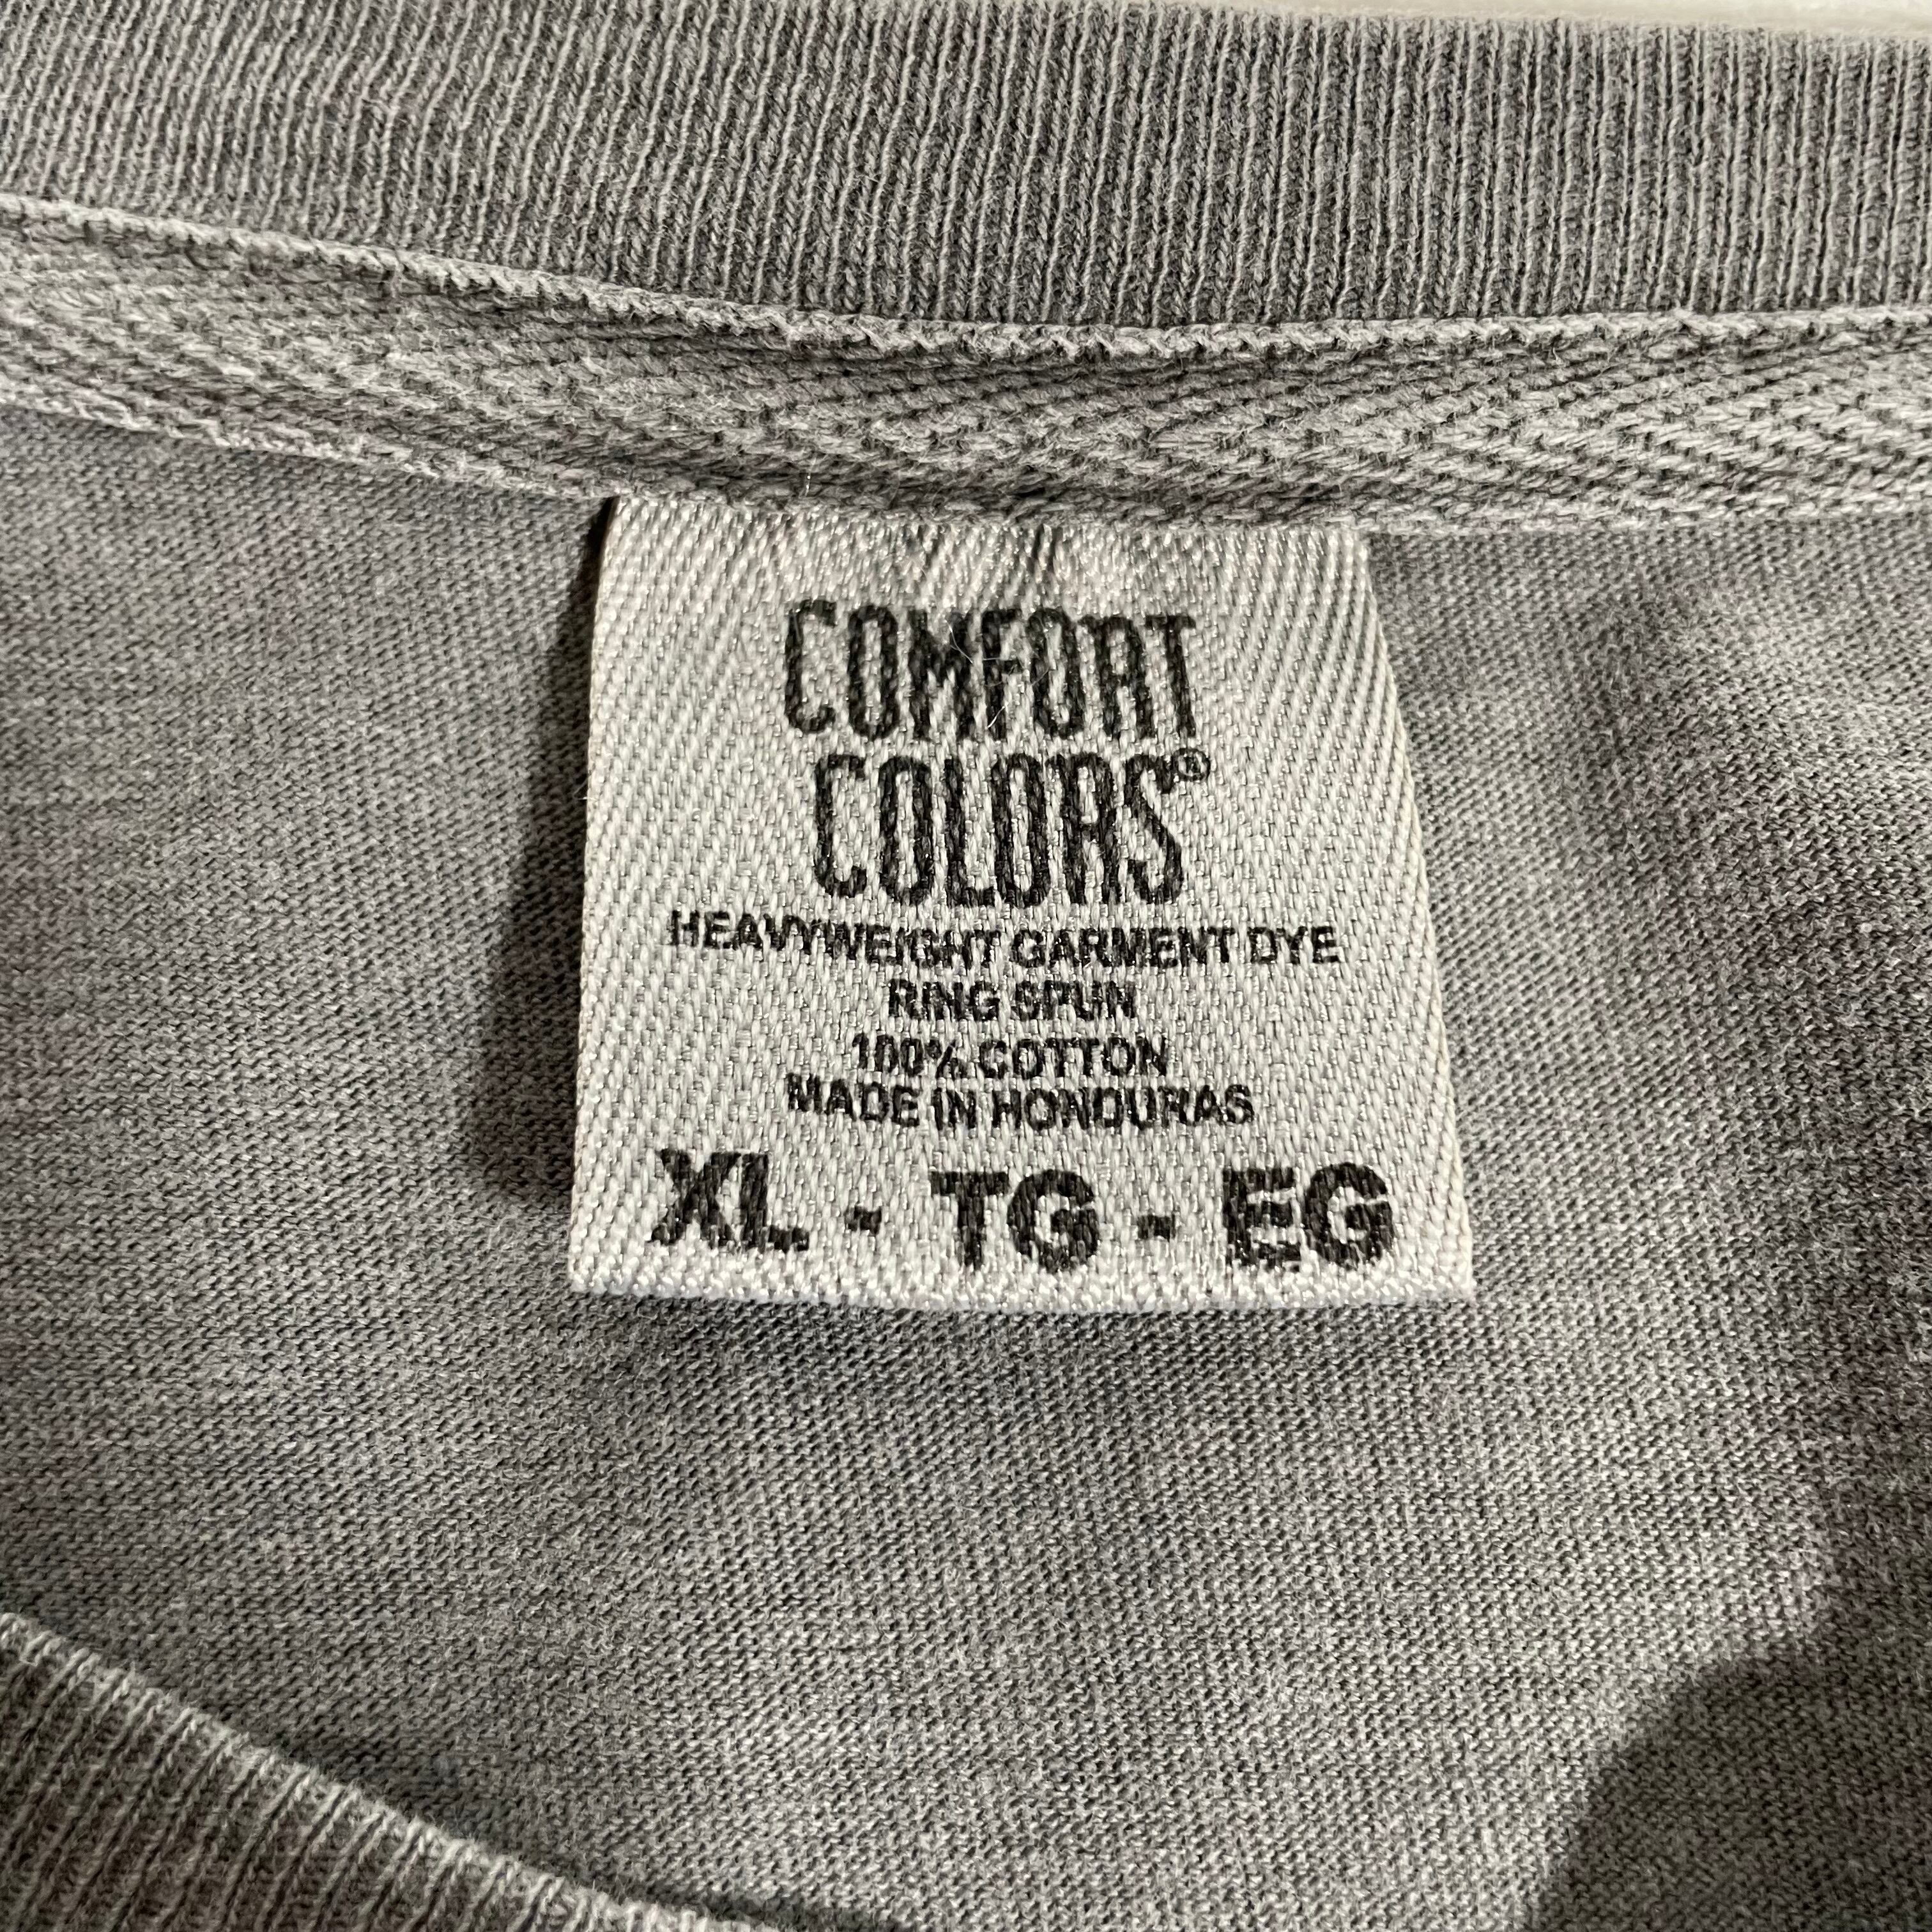 COMFORT
COLORS®
HEAVYWEIGHT GARMENT DYE
RING SPUN
100% COTTON
MADE IN HONDURAS
XL - TG - EG